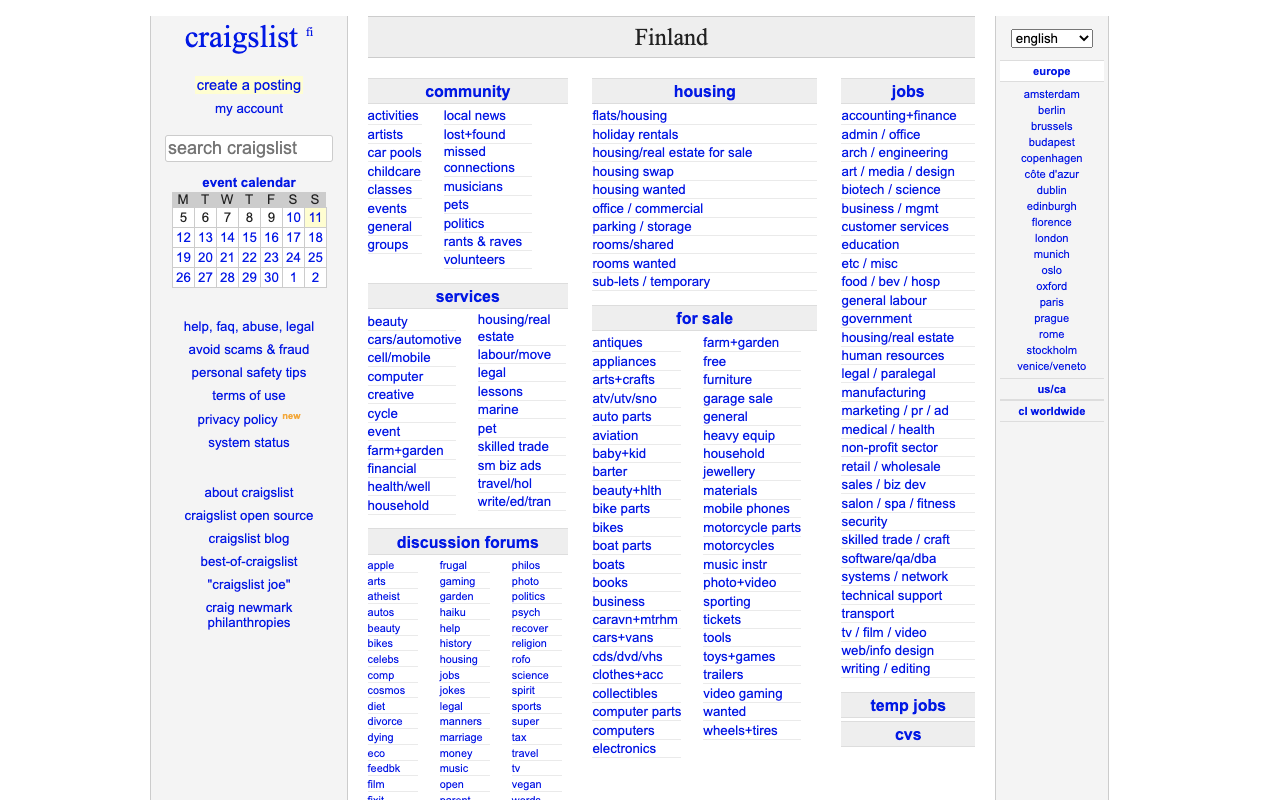 craigslist fi
create a posting
my account
search craigslist
event calendar
M T W T F S S
5 6 7 8 9 10 11
12 13 14 15 16 17 18
19 20 21 22 23 24 25
26 27 28 29 30 1 2
help, faq, abuse, legal
avoid scams & fraud
personal safety tips
terms of use
privacy policy new
system status
about craigslist
craigslist open source
craigslist blog
best-of-craigslist
"craigslist joe"
craig newmark
philanthropies
Finland
community
activities
artists
car pools
childcare
classes
events
general
groups
local news
lost+found
missed
connections
musicians
pets
politics
rants & raves
volunteers
services
beauty
cars/automotive
cell/mobile
computer
creative
cycle
event
farm+garden
financial
health/well
household
housing/real
estate
labour/move
legal
lessons
marine
pet
skilled trade
sm biz ads
travel/hol
write/ed/tran
discussion forums
apple
arts
atheist
autos
beauty
bikes
celebs
comp
cosmos
diet
divorce
dying
eco
feedbk
film
fixit
frugal
gaming
garden
haiku
help
history
housing
jobs
jokes
legal
manners
marriage
money
music
open
parent
philos
photo
politics
psych
recover
religion
rofo
science
spirit
sports
super
tax
travel
tv
vegan
words
housing
flats/housing
holiday rentals
housing/real estate for sale
housing swap
housing wanted
office / commercial
parking / storage
rooms/shared
rooms wanted
sub-lets / temporary
for sale
antiques
appliances
arts+crafts
atv/utv/sno
auto parts
aviation
baby+kid
barter
beauty+hlth
bike parts
bikes
boat parts
boats
books
business
caravn+mtrhm
cars+vans
cds/dvd/vhs
clothes+acc
collectibles
computer parts
computers
electronics
farm+garden
free
furniture
garage sale
general
heavy equip
household
jewellery
materials
mobile phones
motorcycle parts
motorcycles
music instr
photo+video
sporting
tickets
tools
toys+games
trailers
video gaming
wanted
wheels+tires
jobs
accounting+finance
admin / office
arch / engineering
art / media / design
biotech / science
business / mgmt
customer services
education
etc / misc
food / bev / hosp
general labour
government
housing/real estate
human resources
legal / paralegal
manufacturing
marketing / pr / ad
medical / health
non-profit sector
retail / wholesale
sales / biz dev
salon / spa / fitness
security
skilled trade / craft
software/qa/dba
systems / network
technical support
transport
tv / film / video
web/info design
writing / editing
temp jobs
cvs
english
europe
amsterdam
berlin
brussels
budapest
copenhagen
côte d'azur
dublin
edinburgh
florence
london
munich
oslo
oxford
paris
prague
rome
stockholm
venice/veneto
us/ca
cl worldwide